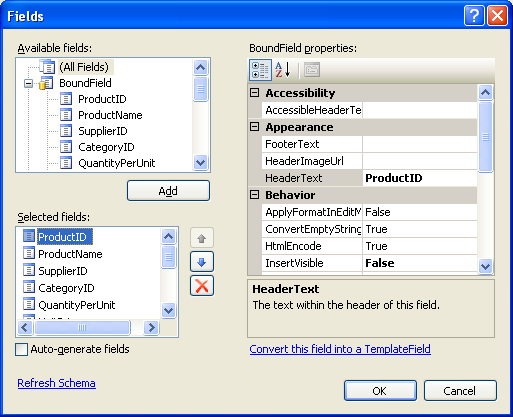 Fields
Available fields:
(All Fields)
BoundField
ProductID
ProductName
SupplierID
CategoryID
QuantityPerUnit
Add
Selected fields:
ProductID
ProductName
SupplierID
CategoryID
QuantityPerUnit
Auto-generate fields
Refresh Schema
BoundField properties:
Accessibility
AccessibleHeaderTe
Appearance
FooterText
HeaderImageUrl
HeaderText ProductID
Behavior
ApplyFormatInEditM False
ConvertEmptyString True
HtmlEncode True
InsertVisible False
HeaderText
The text within the header of this field.
Convert this field into a TemplateField
OK Cancel